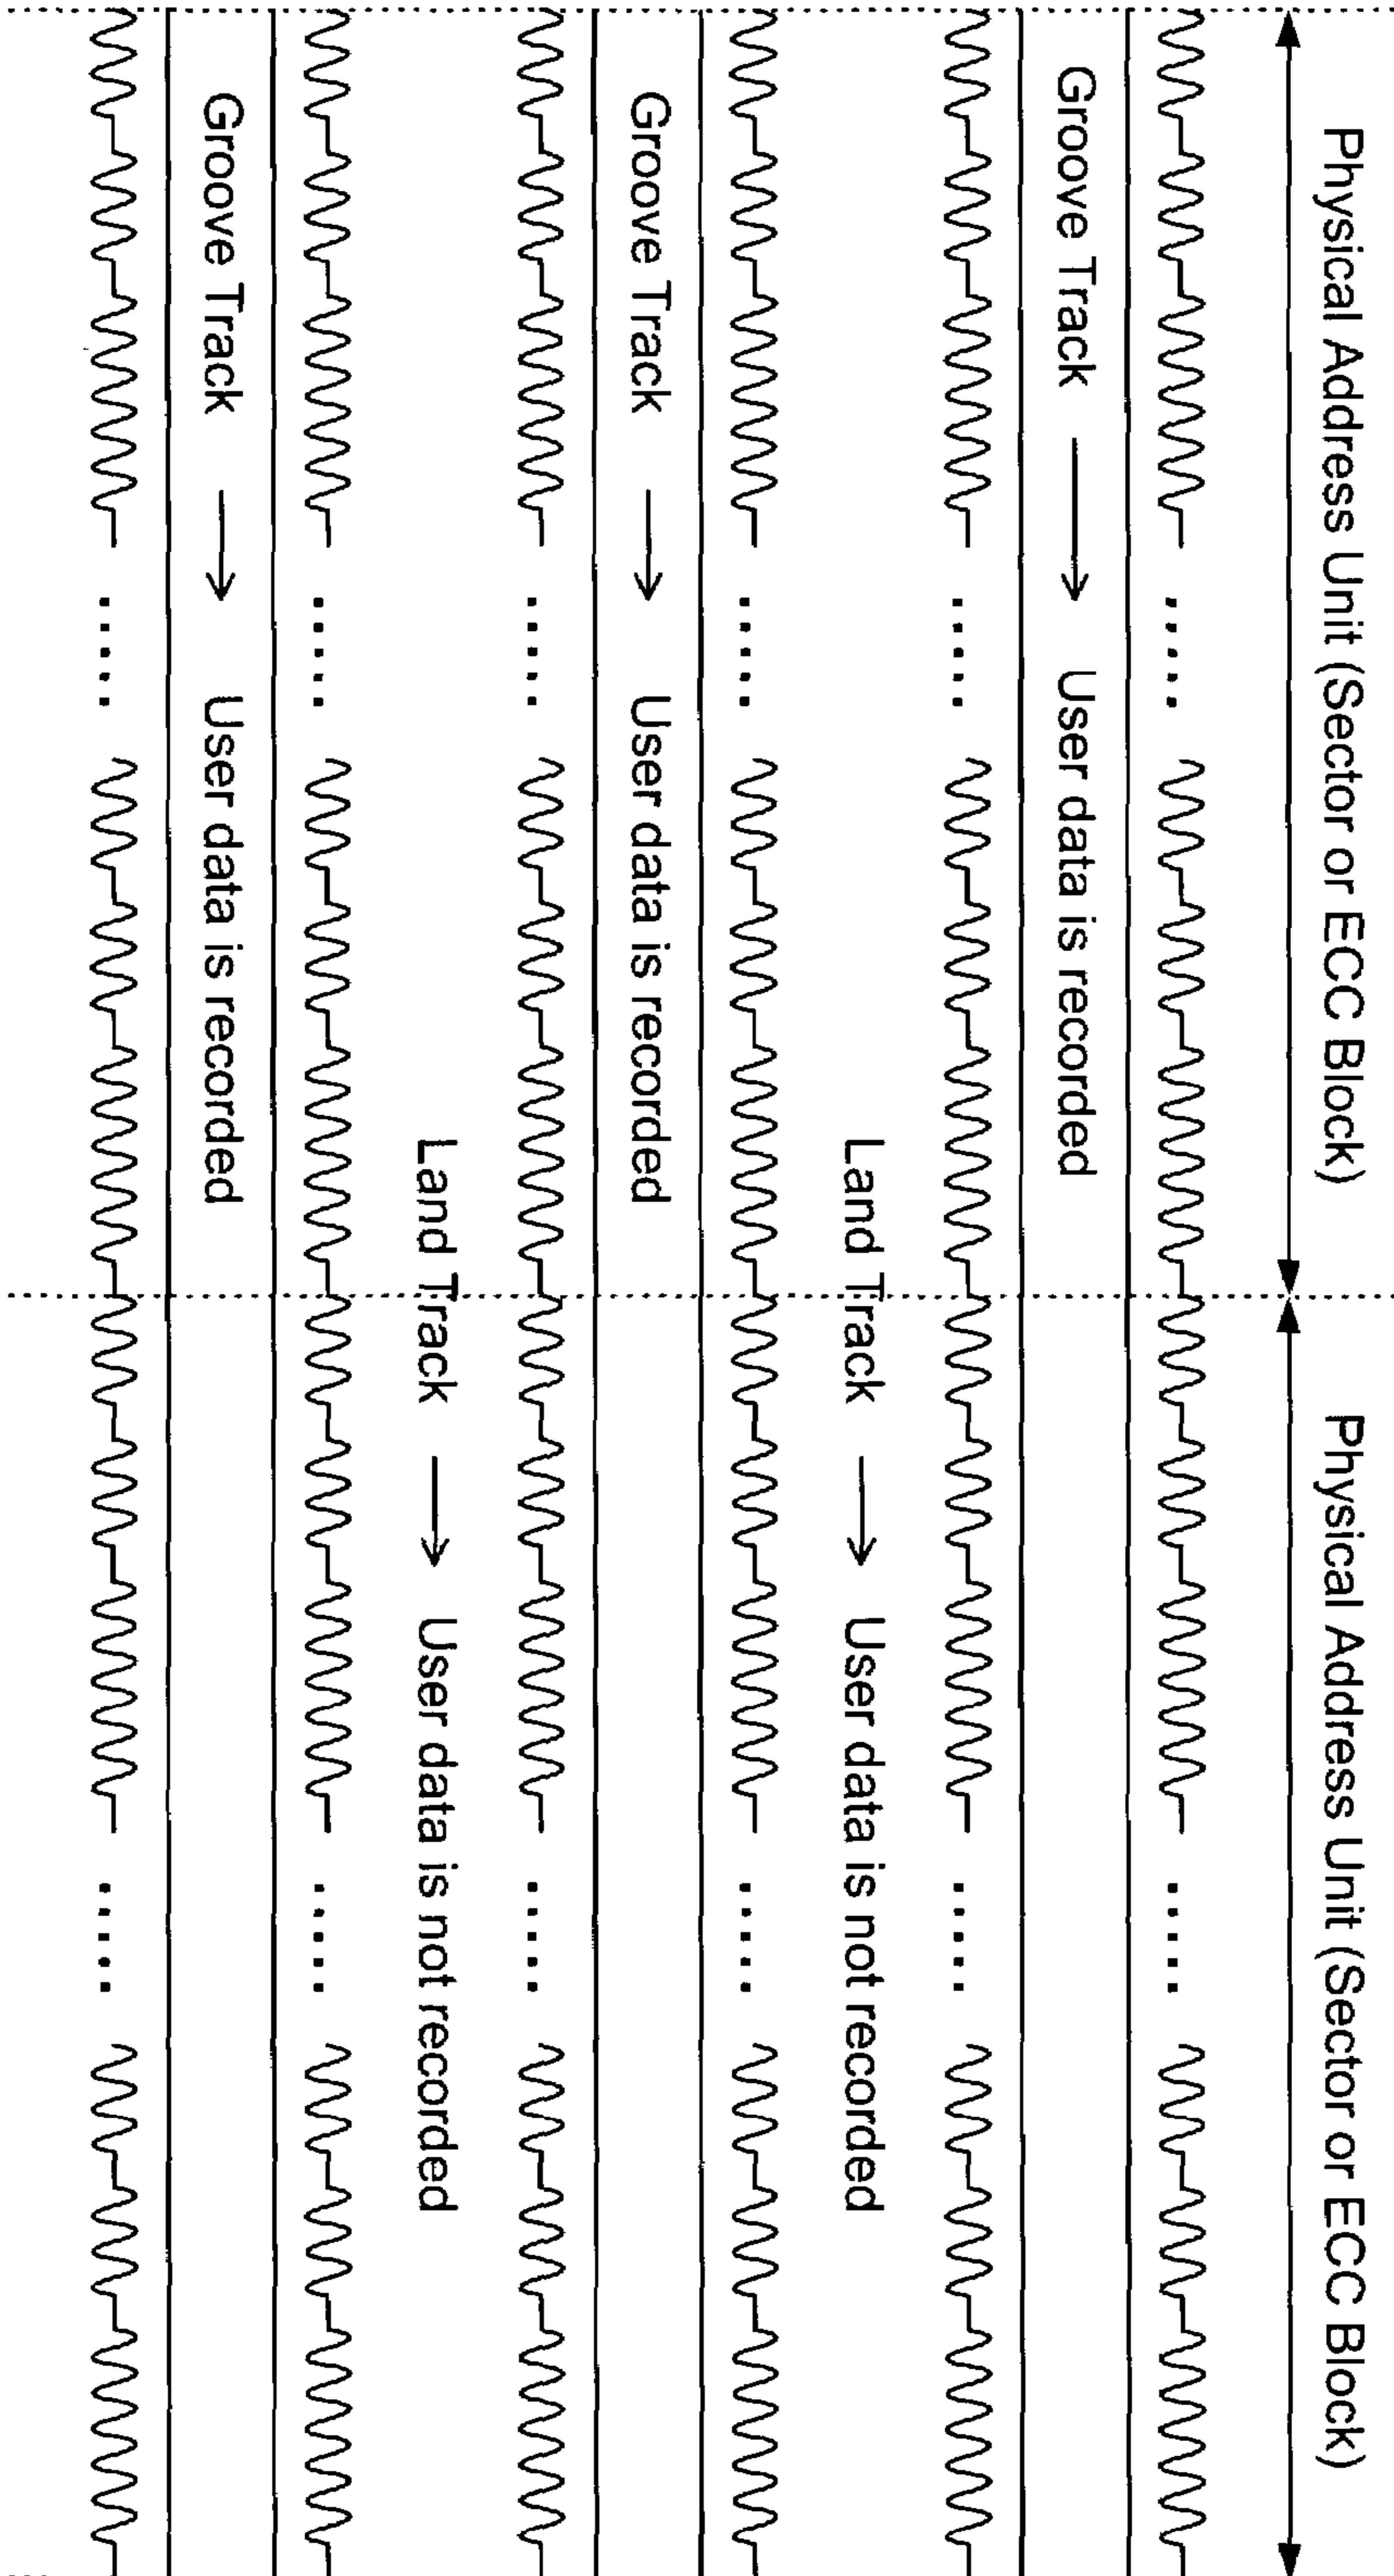 Physical Address Unit (Sector or ECC Block) Physical Address Unit (Sector or ECC Block)
Groove Track → User data is recorded
Land Track → User data is not recorded
Groove Track → User data is recorded
Land Track → User data is not recorded
Groove Track → User data is recorded